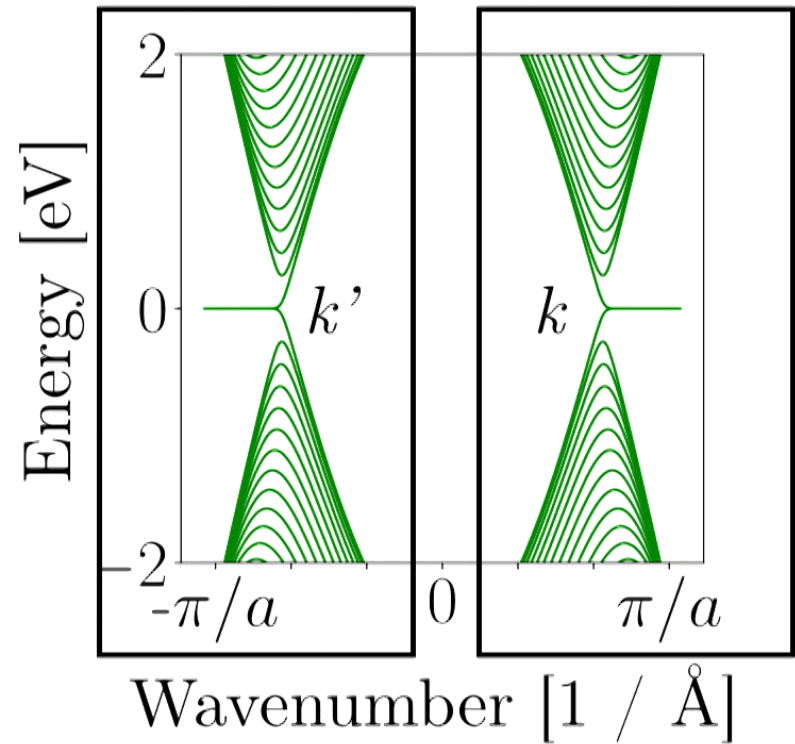 2
Energy [eV]
0
k’
k
−2
-π/a
0
π/a
Wavenumber [1 / Å]